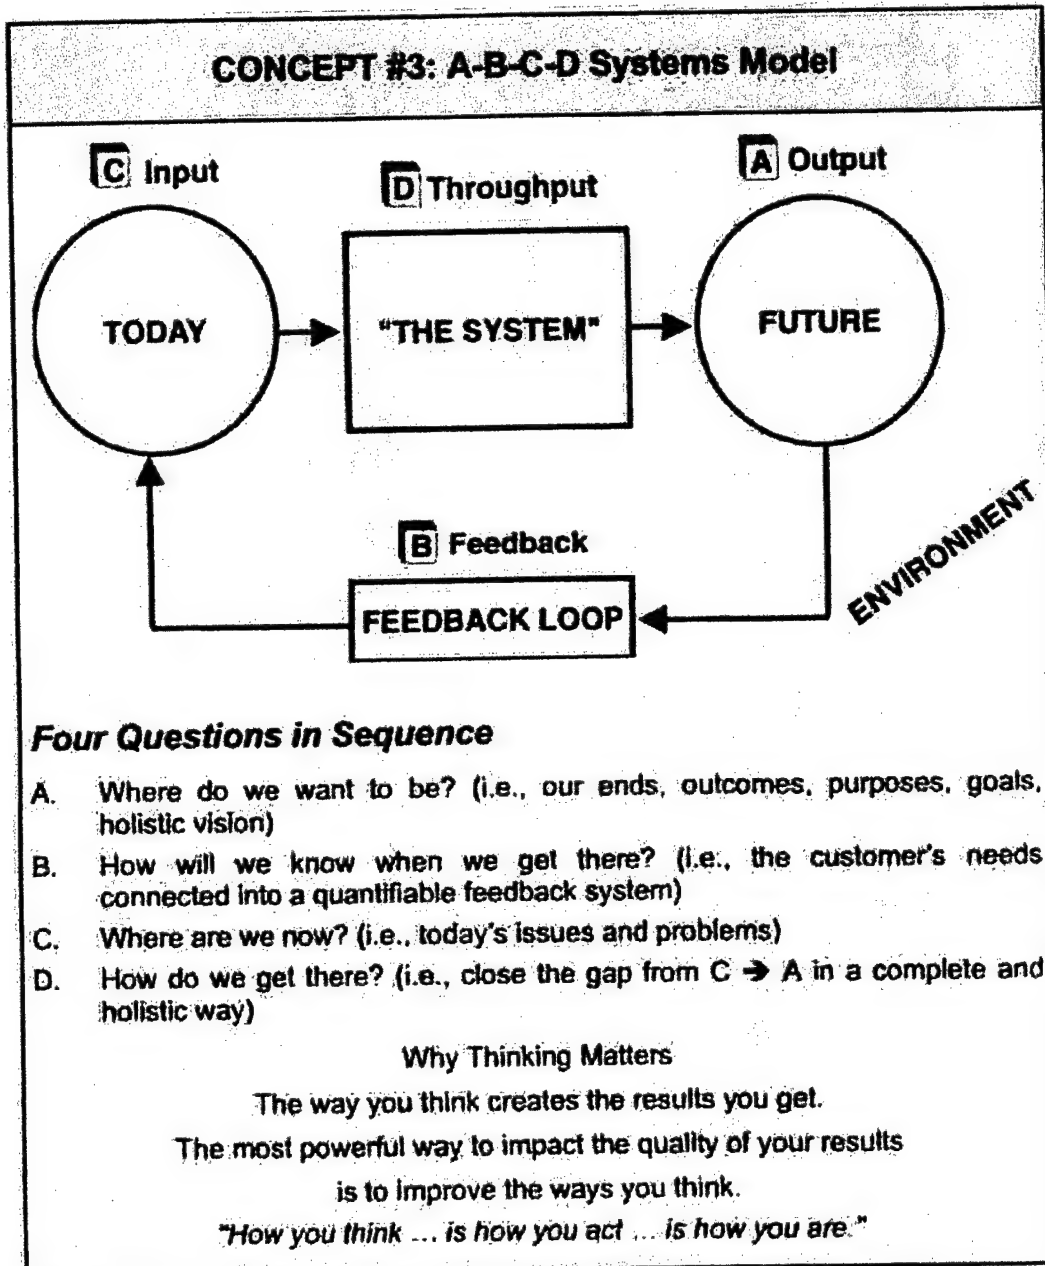 CONCEPT #3: A-B-C-D Systems Model
C Input
D Throughput
A Output
TODAY
"THE SYSTEM"
FUTURE
B Feedback
FEEDBACK LOOP
ENVIRONMENT
Four Questions in Sequence
A. Where do we want to be? (i.e., our ends, outcomes, purposes, goals,
holistic vision)
B. How will we know when we get there? (i.e., the customer's needs
connected into a quantifiable feedback system)
C. Where are we now? (i.e., today's issues and problems)
D. How do we get there? (i.e., close the gap from C ➔ A in a complete and
holistic way)
Why Thinking Matters
The way you think creates the results you get.
The most powerful way to impact the quality of your results
is to improve the ways you think.
"How you think ... is how you act ... is how you are."